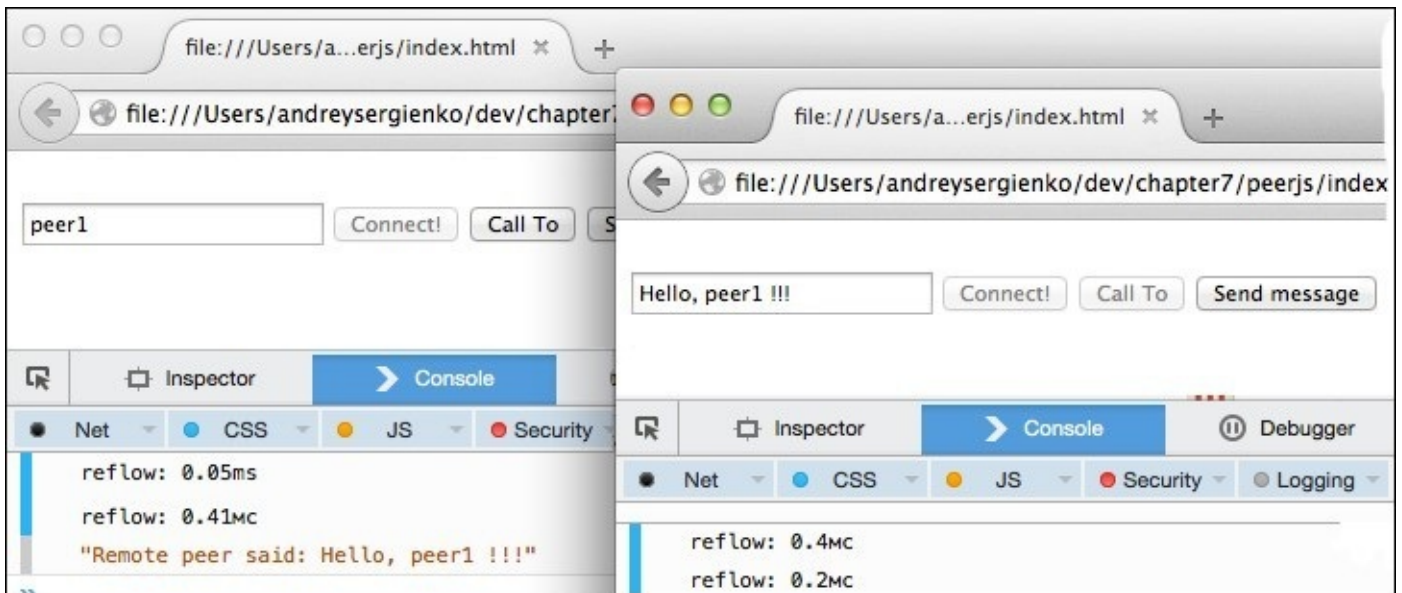 file:///Users/a...erjs/index.html
file:///Users/andreysergienko/dev/chapter7
peer1
Connect!
Call To
S
Inspector
Console
Net
CSS
JS
Security
reflow: 0.05ms
reflow: 0.41мс
"Remote peer said: Hello, peer1 !!!"
file:///Users/a...erjs/index.html
file:///Users/andreysergienko/dev/chapter7/peerjs/index
Hello, peer1 !!!
Connect!
Call To
Send message
Inspector
Console
Debugger
Net
CSS
JS
Security
Logging
reflow: 0.4мс
reflow: 0.2мс